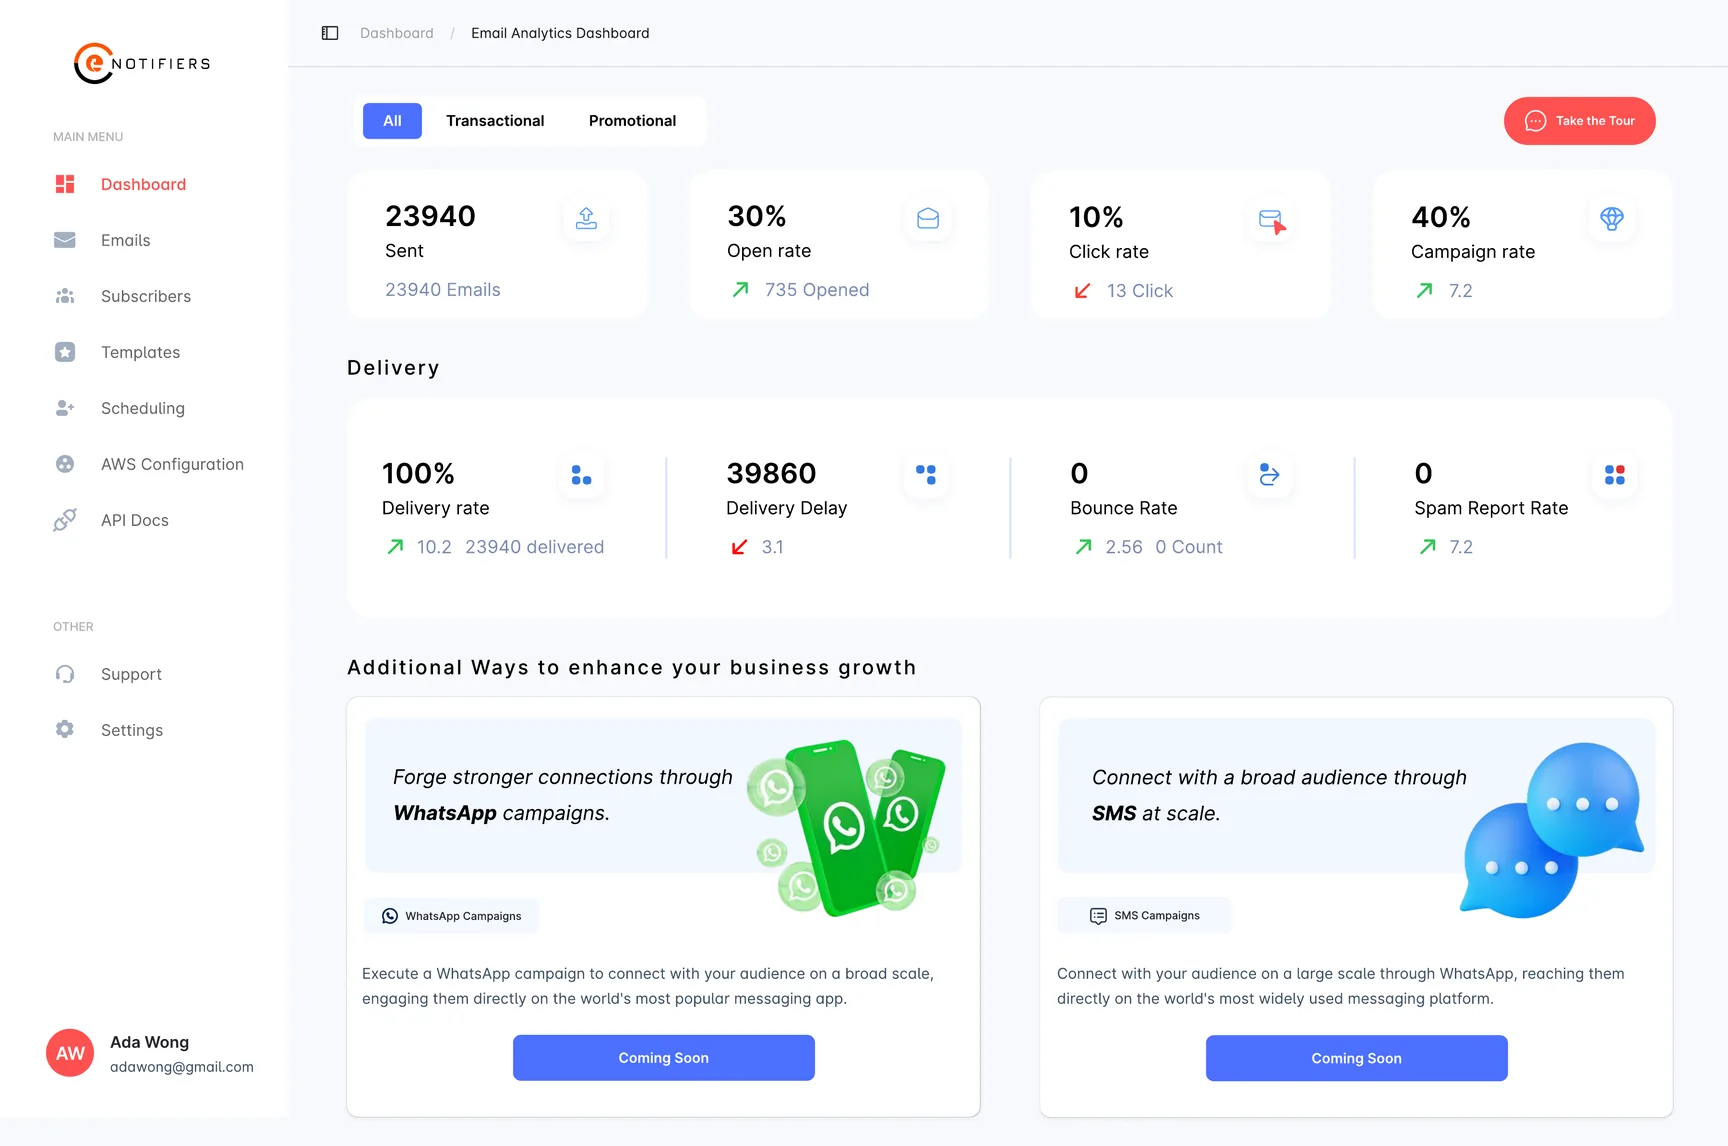 e NOTIFIERS
MAIN MENU
Dashboard
Emails
Subscribers
Templates
Scheduling
AWS Configuration
API Docs
OTHER
Support
Settings
AW
Ada Wong
adawong@gmail.com
Dashboard / Email Analytics Dashboard
All Transactional Promotional
Take the Tour
23940
Sent
23940 Emails
30%
Open rate
735 Opened
10%
Click rate
13 Click
40%
Campaign rate
7.2
Delivery
100%
Delivery rate
10.2 23940 delivered
39860
Delivery Delay
3.1
0
Bounce Rate
2.56 0 Count
0
Spam Report Rate
7.2
Additional Ways to enhance your business growth
Forge stronger connections through
WhatsApp campaigns.
WhatsApp Campaigns
Execute a WhatsApp campaign to connect with your audience on a broad scale,
engaging them directly on the world's most popular messaging app.
Coming Soon
Connect with a broad audience through
SMS at scale.
SMS Campaigns
Connect with your audience on a large scale through WhatsApp, reaching them
directly on the world's most widely used messaging platform.
Coming Soon